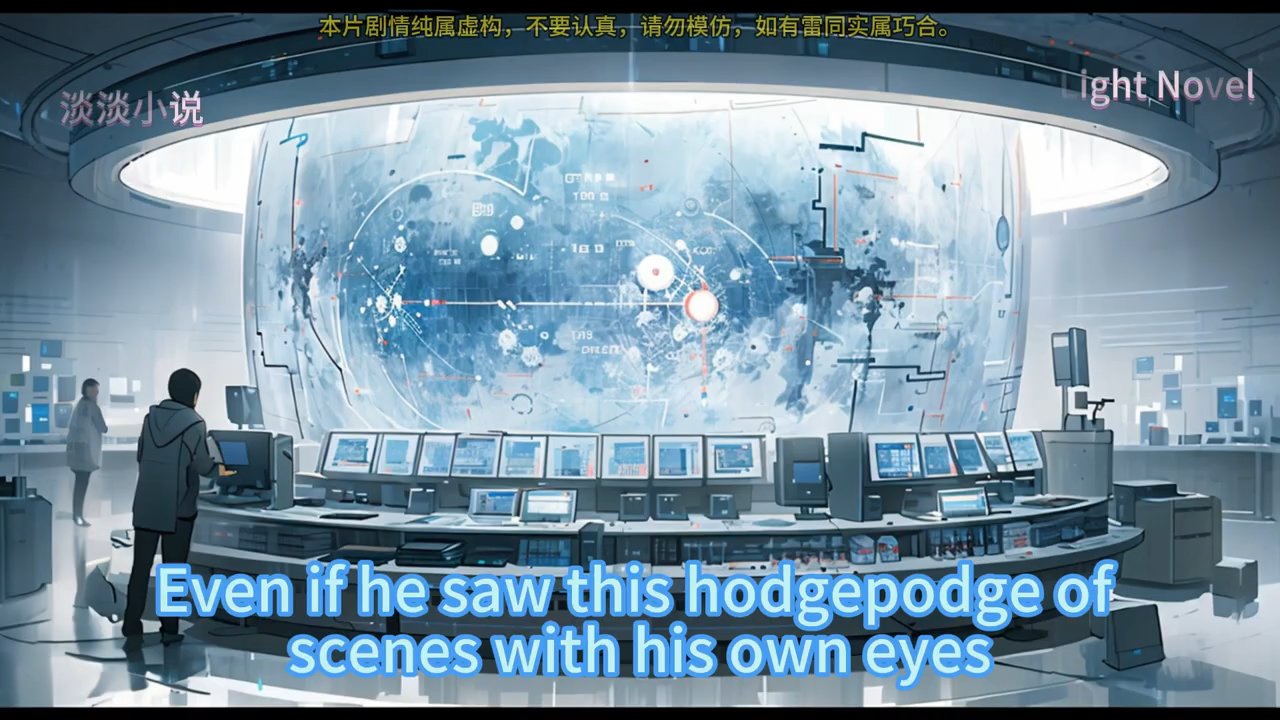 本片剧情纯属虚构，不要认真，请勿模仿，如有雷同实属巧合。
淡淡小说
Light Novel
Even if he saw this hodgepodge of
scenes with his own eyes